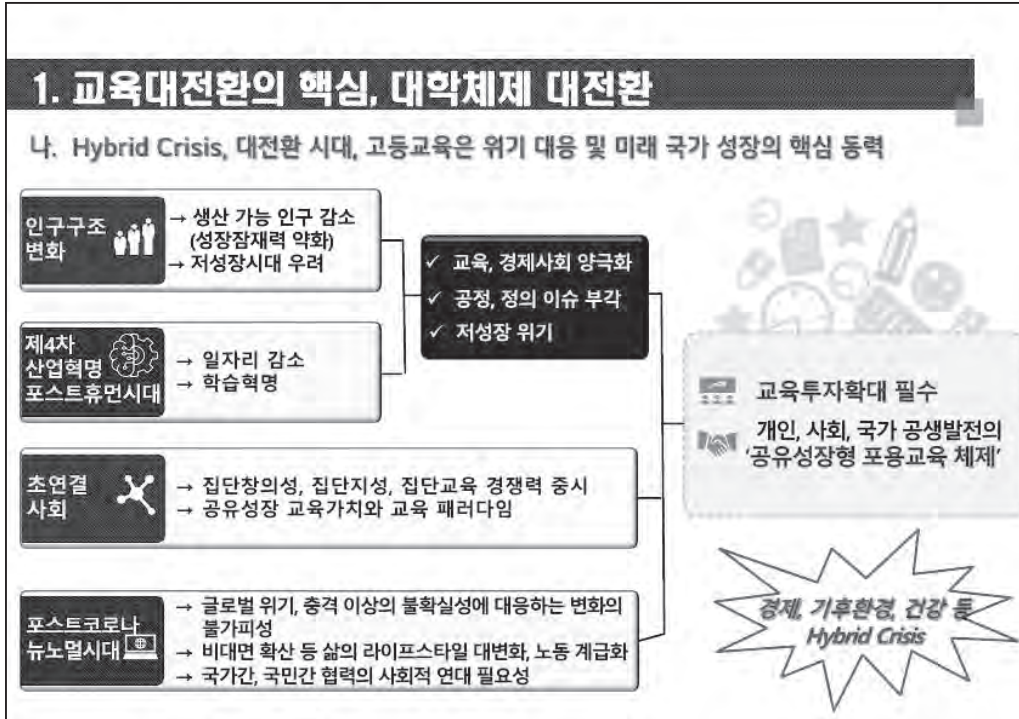 1. 교육대전환의 핵심, 대학체제 대전환
나. Hybrid Crisis, 대전환 시대, 고등교육은 위기 대응 및 미래 국가 성장의 핵심 동력
인구구조
변화
→ 생산 가능 인구 감소
(성장잠재력 약화)
→ 저성장시대 우려
제4차
산업혁명
포스트휴먼시대
→ 일자리 감소
→ 학습혁명
✓ 교육, 경제사회 양극화
✓ 공정, 정의 이슈 부각
✓ 저성장 위기
초연결
사회
→ 집단창의성, 집단지성, 집단교육 경쟁력 중시
→ 공유성장 교육가치와 교육 패러다임
포스트코로나
뉴노멀시대
→ 글로벌 위기, 충격 이상의 불확실성에 대응하는 변화의
불가피성
→ 비대면 확산 등 삶의 라이프스타일 대변화, 노동 계급화
→ 국가간, 국민간 협력의 사회적 연대 필요성
교육투자확대 필수
개인, 사회, 국가 공생발전의
'공유성장형 포용교육 체제'
경제, 기후환경, 건강 등
Hybrid Crisis